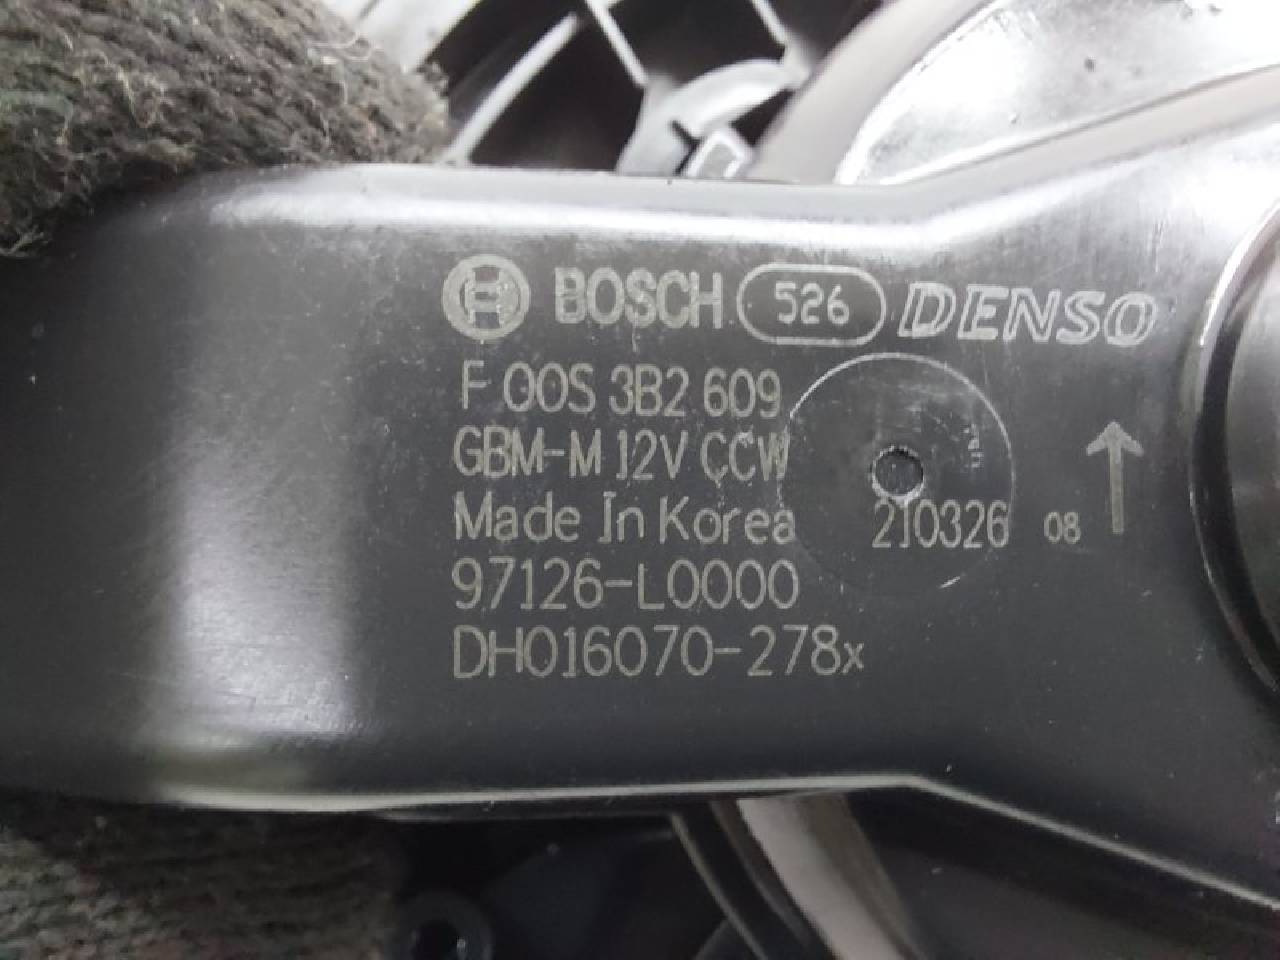 BOSCH 526 DENSO
F 00S 3B2 609
GBM-M 12V CCW
Made In Korea
210326 08
97126-L0000
DH016070-278x